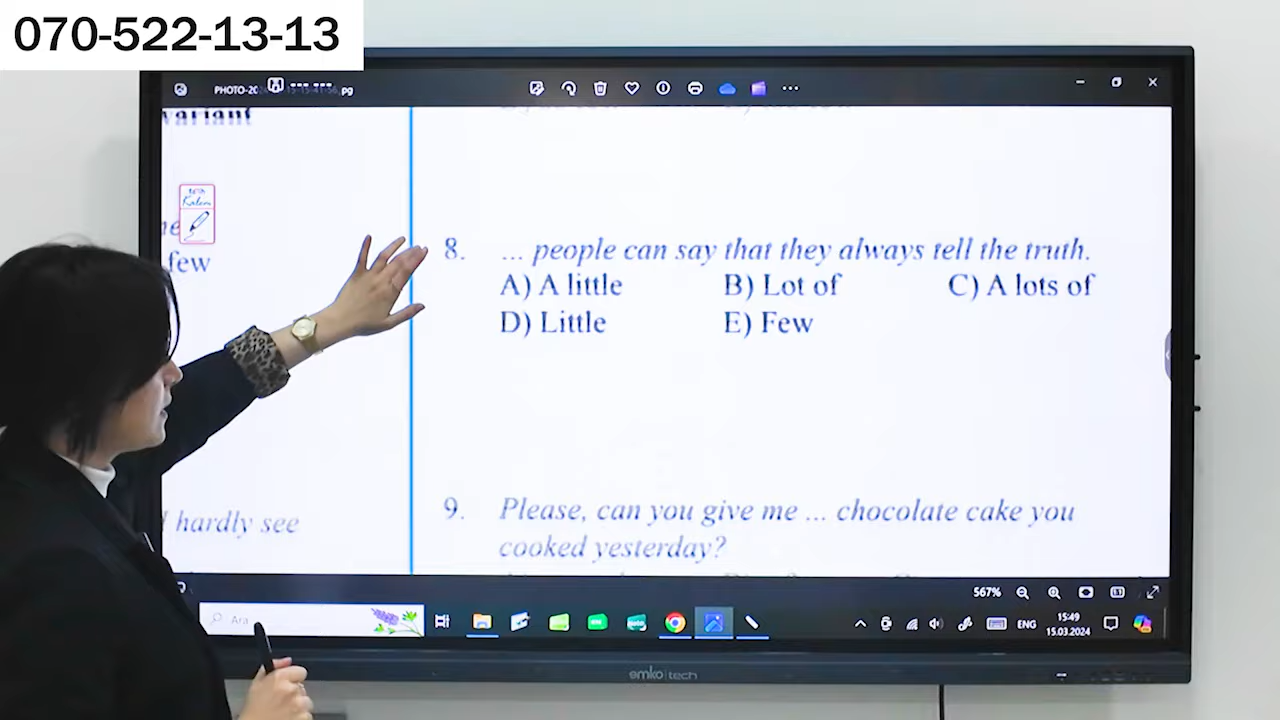 070-522-13-13
variant
few
hardly see
8. ... people can say that they always tell the truth.
A) A little B) Lot of C) A lots of
D) Little E) Few
9. Please, can you give me ... chocolate cake you
cooked yesterday?
567%
Ara
ENG
15:49
15.03.2024
emko|tech